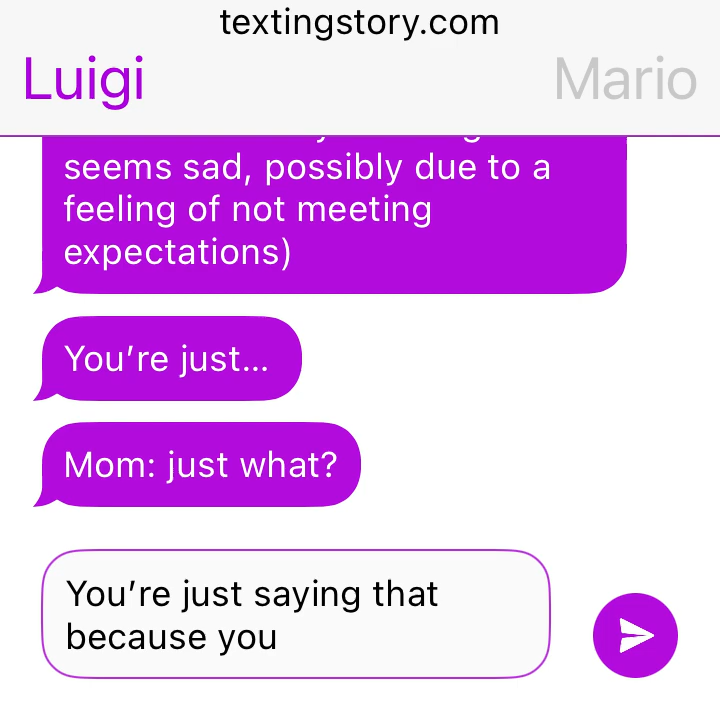 textingstory.com
Luigi
Mario
seems sad, possibly due to a
feeling of not meeting
expectations)
You’re just...
Mom: just what?
You’re just saying that
because you